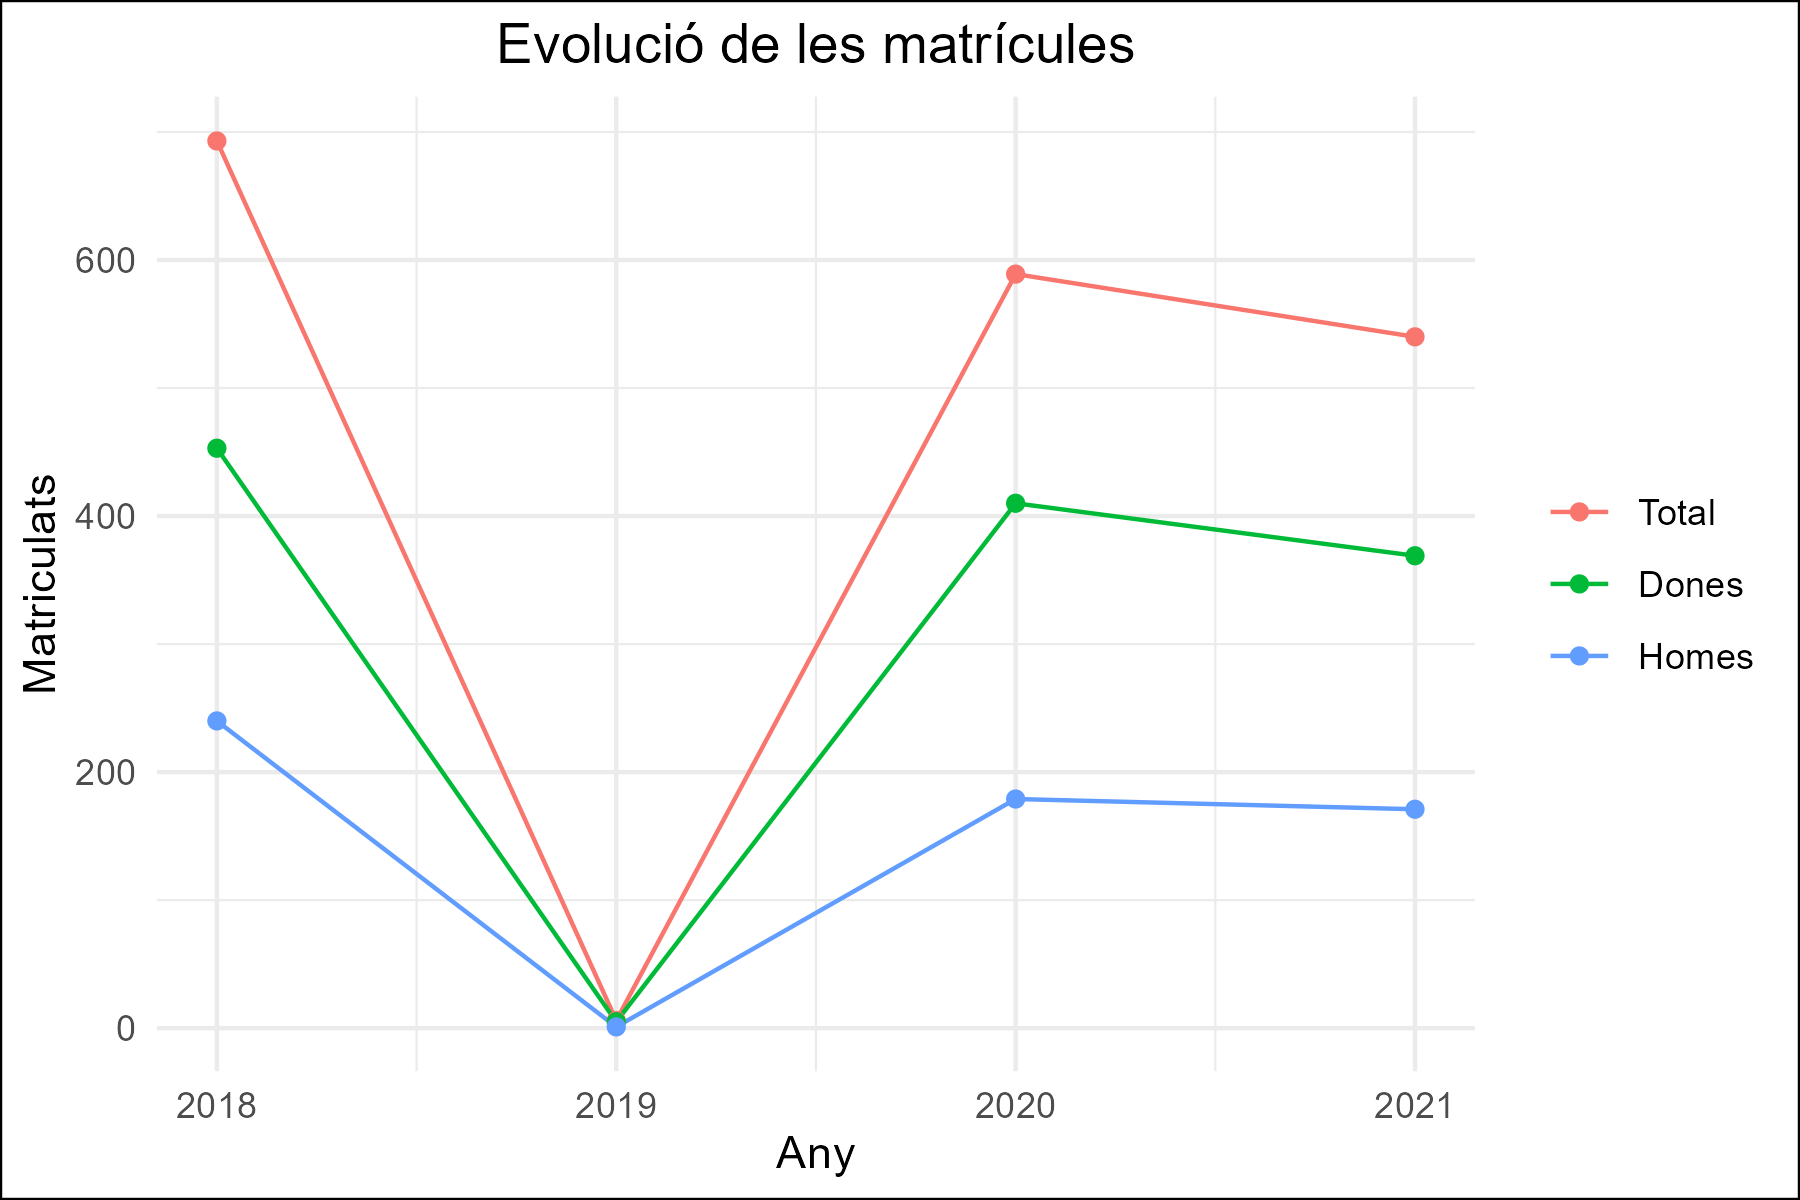 Evolució de les matrícules
Matriculats
600
400
200
0
2018
2019
2020
2021
Any
Total
Dones
Homes